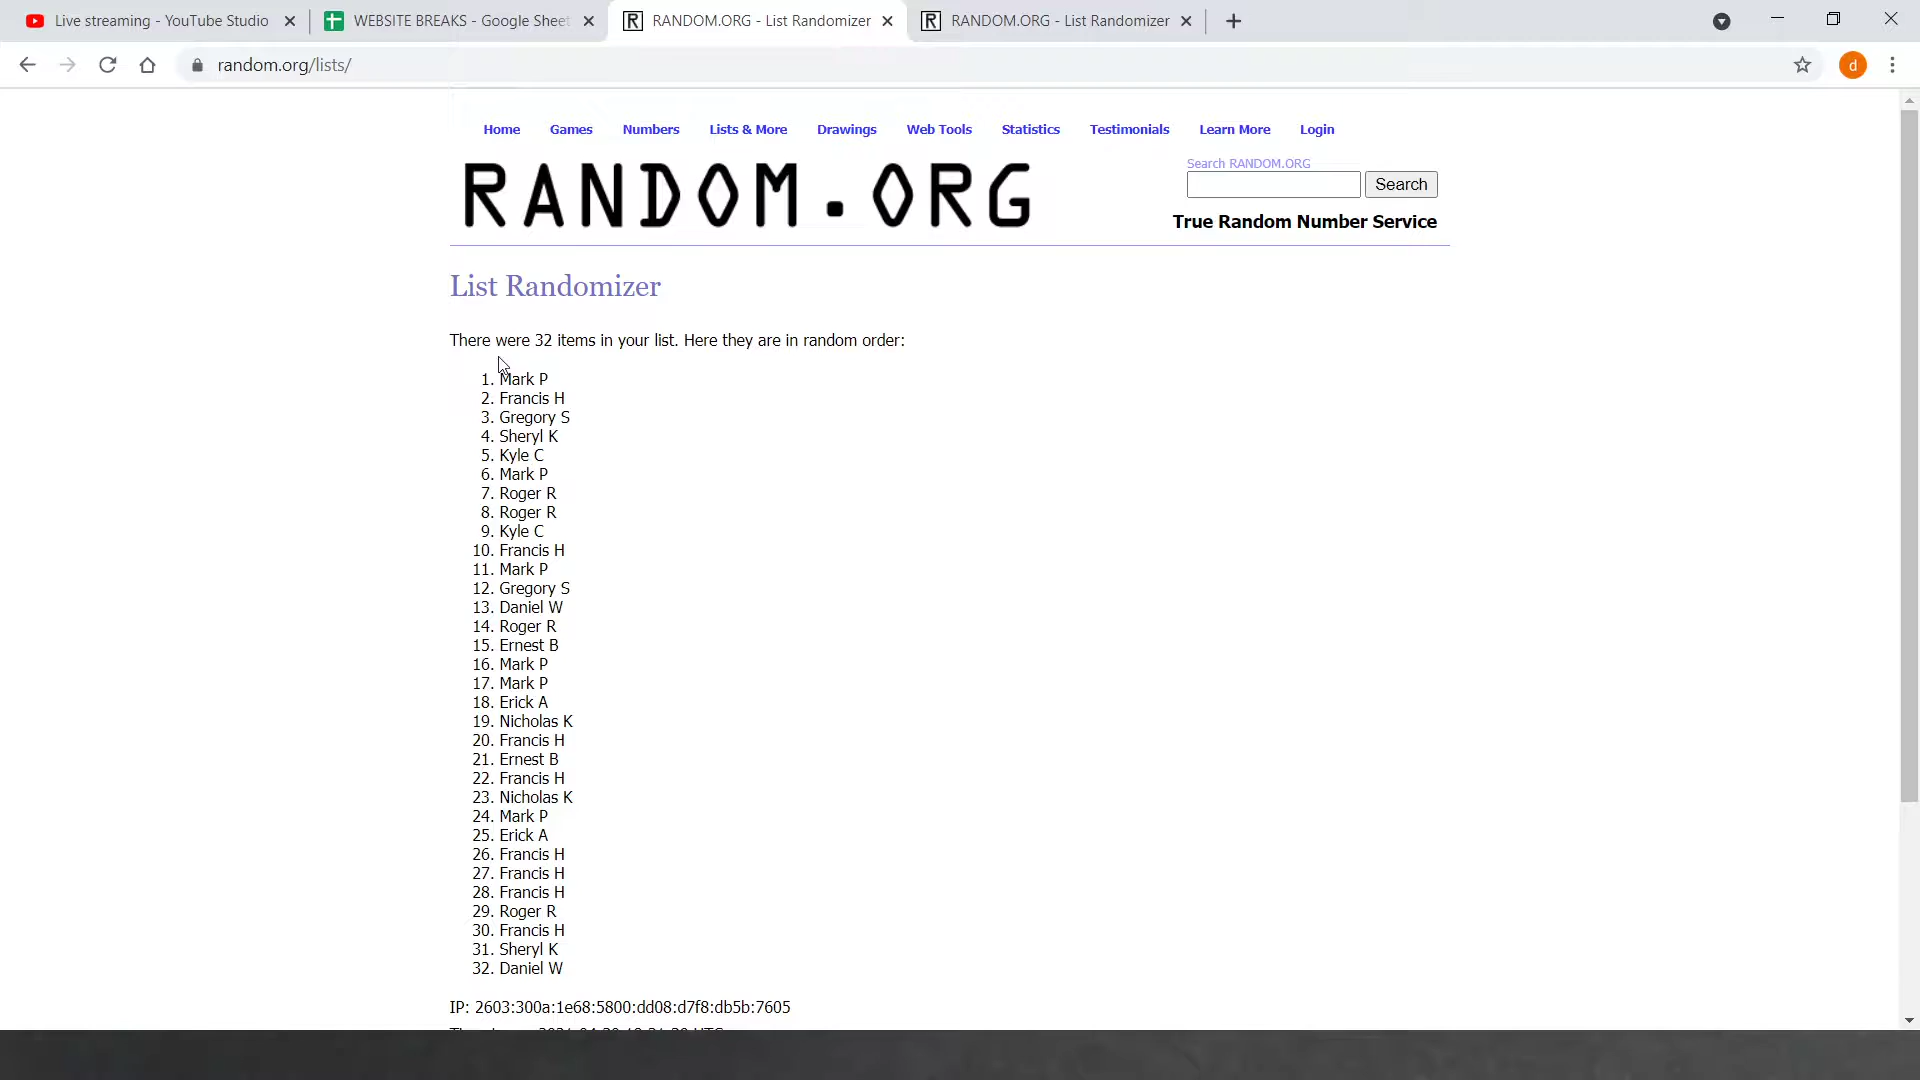 Live streaming - YouTube Studio
WEBSITE BREAKS - Google Sheet
RANDOM.ORG - List Randomizer
RANDOM.ORG - List Randomizer
random.org/lists/
d
Home Games Numbers Lists & More Drawings Web Tools Statistics Testimonials Learn More Login
RANDOM.ORG
Search RANDOM.ORG
Search
True Random Number Service
List Randomizer
There were 32 items in your list. Here they are in random order:
1. Mark P
2. Francis H
3. Gregory S
4. Sheryl K
5. Kyle C
6. Mark P
7. Roger R
8. Roger R
9. Kyle C
10. Francis H
11. Mark P
12. Gregory S
13. Daniel W
14. Roger R
15. Ernest B
16. Mark P
17. Mark P
18. Erick A
19. Nicholas K
20. Francis H
21. Ernest B
22. Francis H
23. Nicholas K
24. Mark P
25. Erick A
26. Francis H
27. Francis H
28. Francis H
29. Roger R
30. Francis H
31. Sheryl K
32. Daniel W
IP: 2603:300a:1e68:5800:dd08:d7f8:db5b:7605